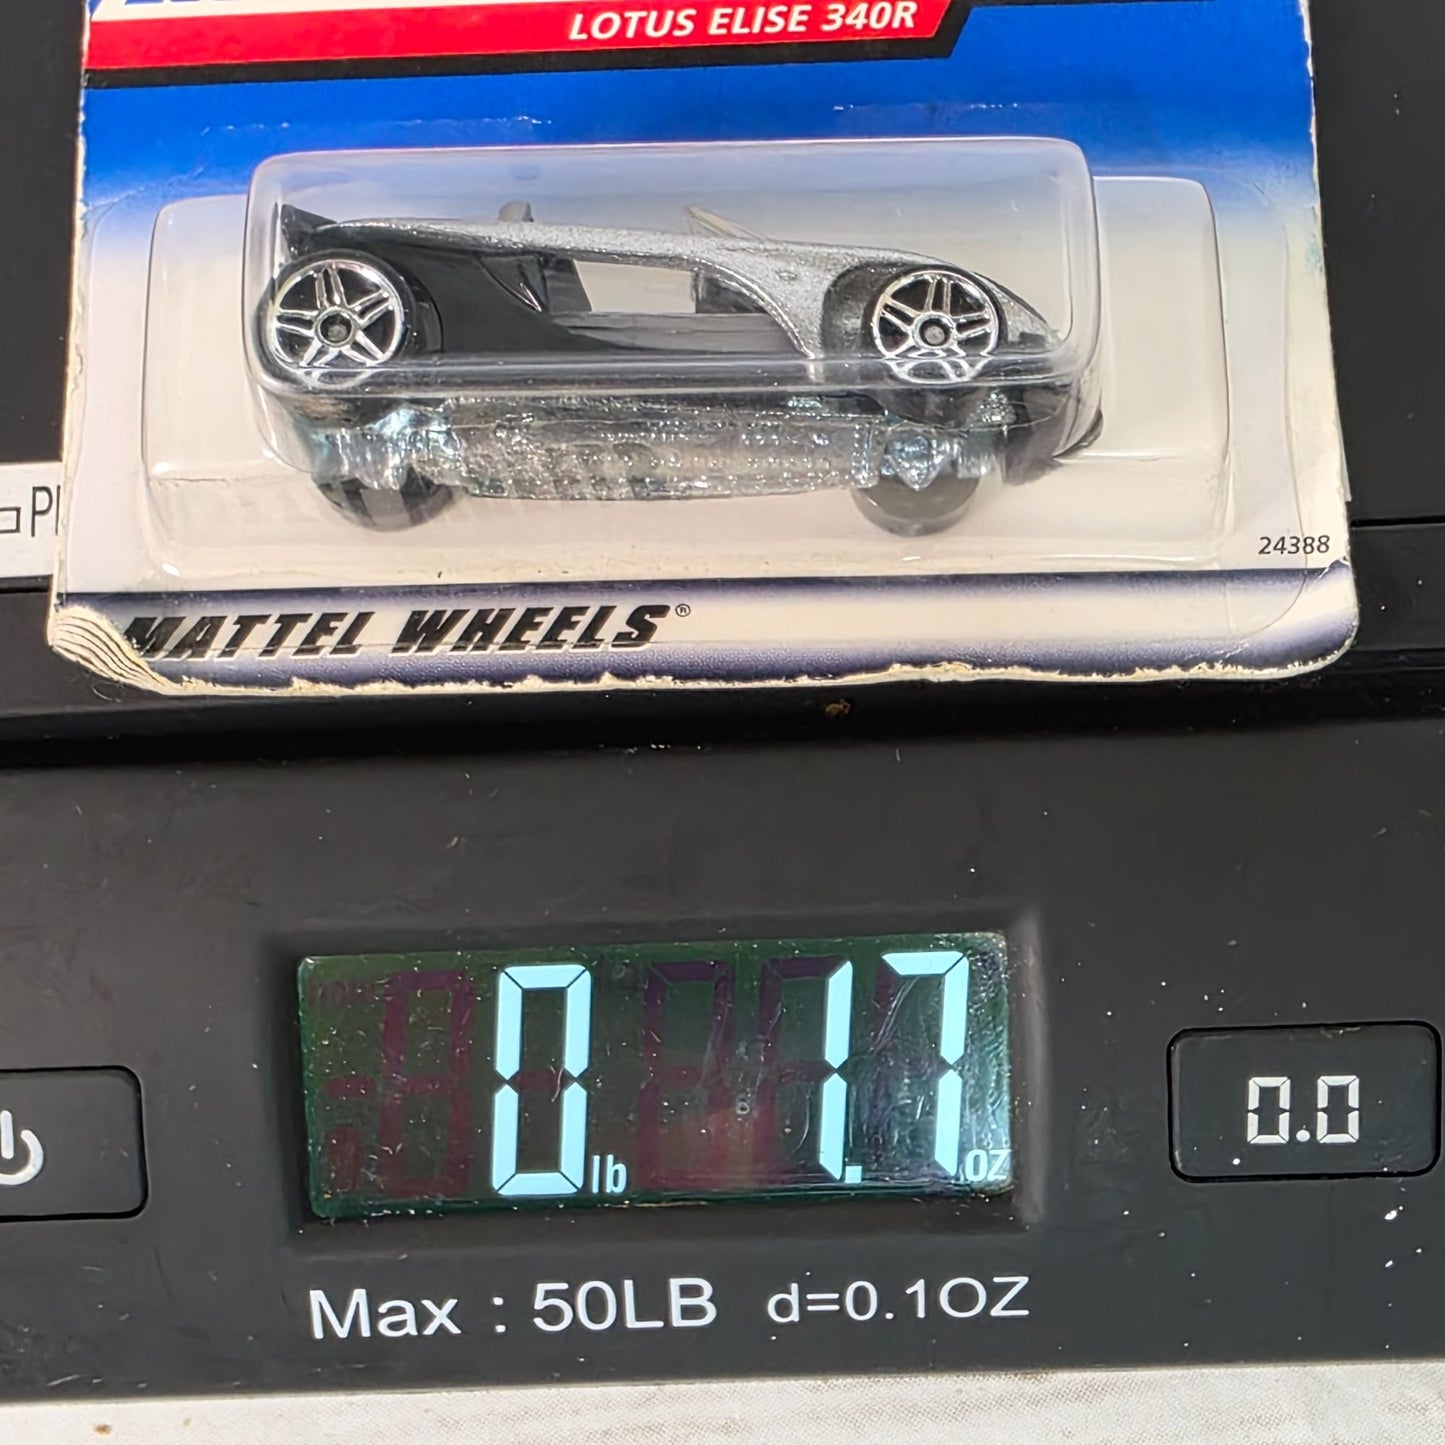 LOTUS ELISE 340R
24388
MATTEL WHEELS®
0 lb 1.7 OZ
0.0
Max : 50LB d=0.1OZ